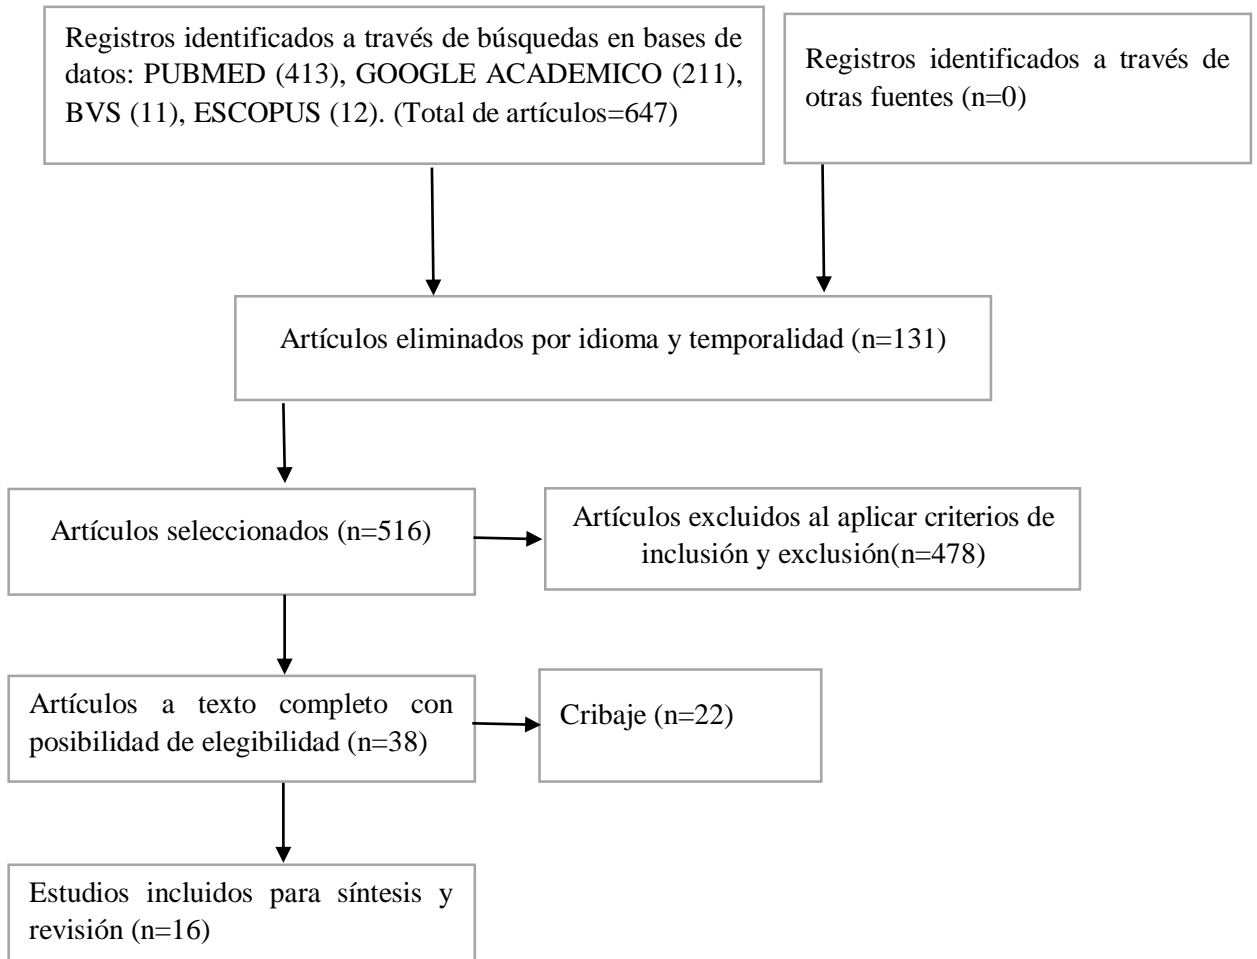 Registros identificados a través de búsquedas en bases de
datos: PUBMED (413), GOOGLE ACADEMICO (211),
BVS (11), ESCOPUS (12). (Total de artículos=647)
Registros identificados a través de
otras fuentes (n=0)
Artículos eliminados por idioma y temporalidad (n=131)
Artículos seleccionados (n=516)
Artículos excluidos al aplicar criterios de
inclusión y exclusión(n=478)
Artículos a texto completo con
posibilidad de elegibilidad (n=38)
Cribaje (n=22)
Estudios incluidos para síntesis y
revisión (n=16)